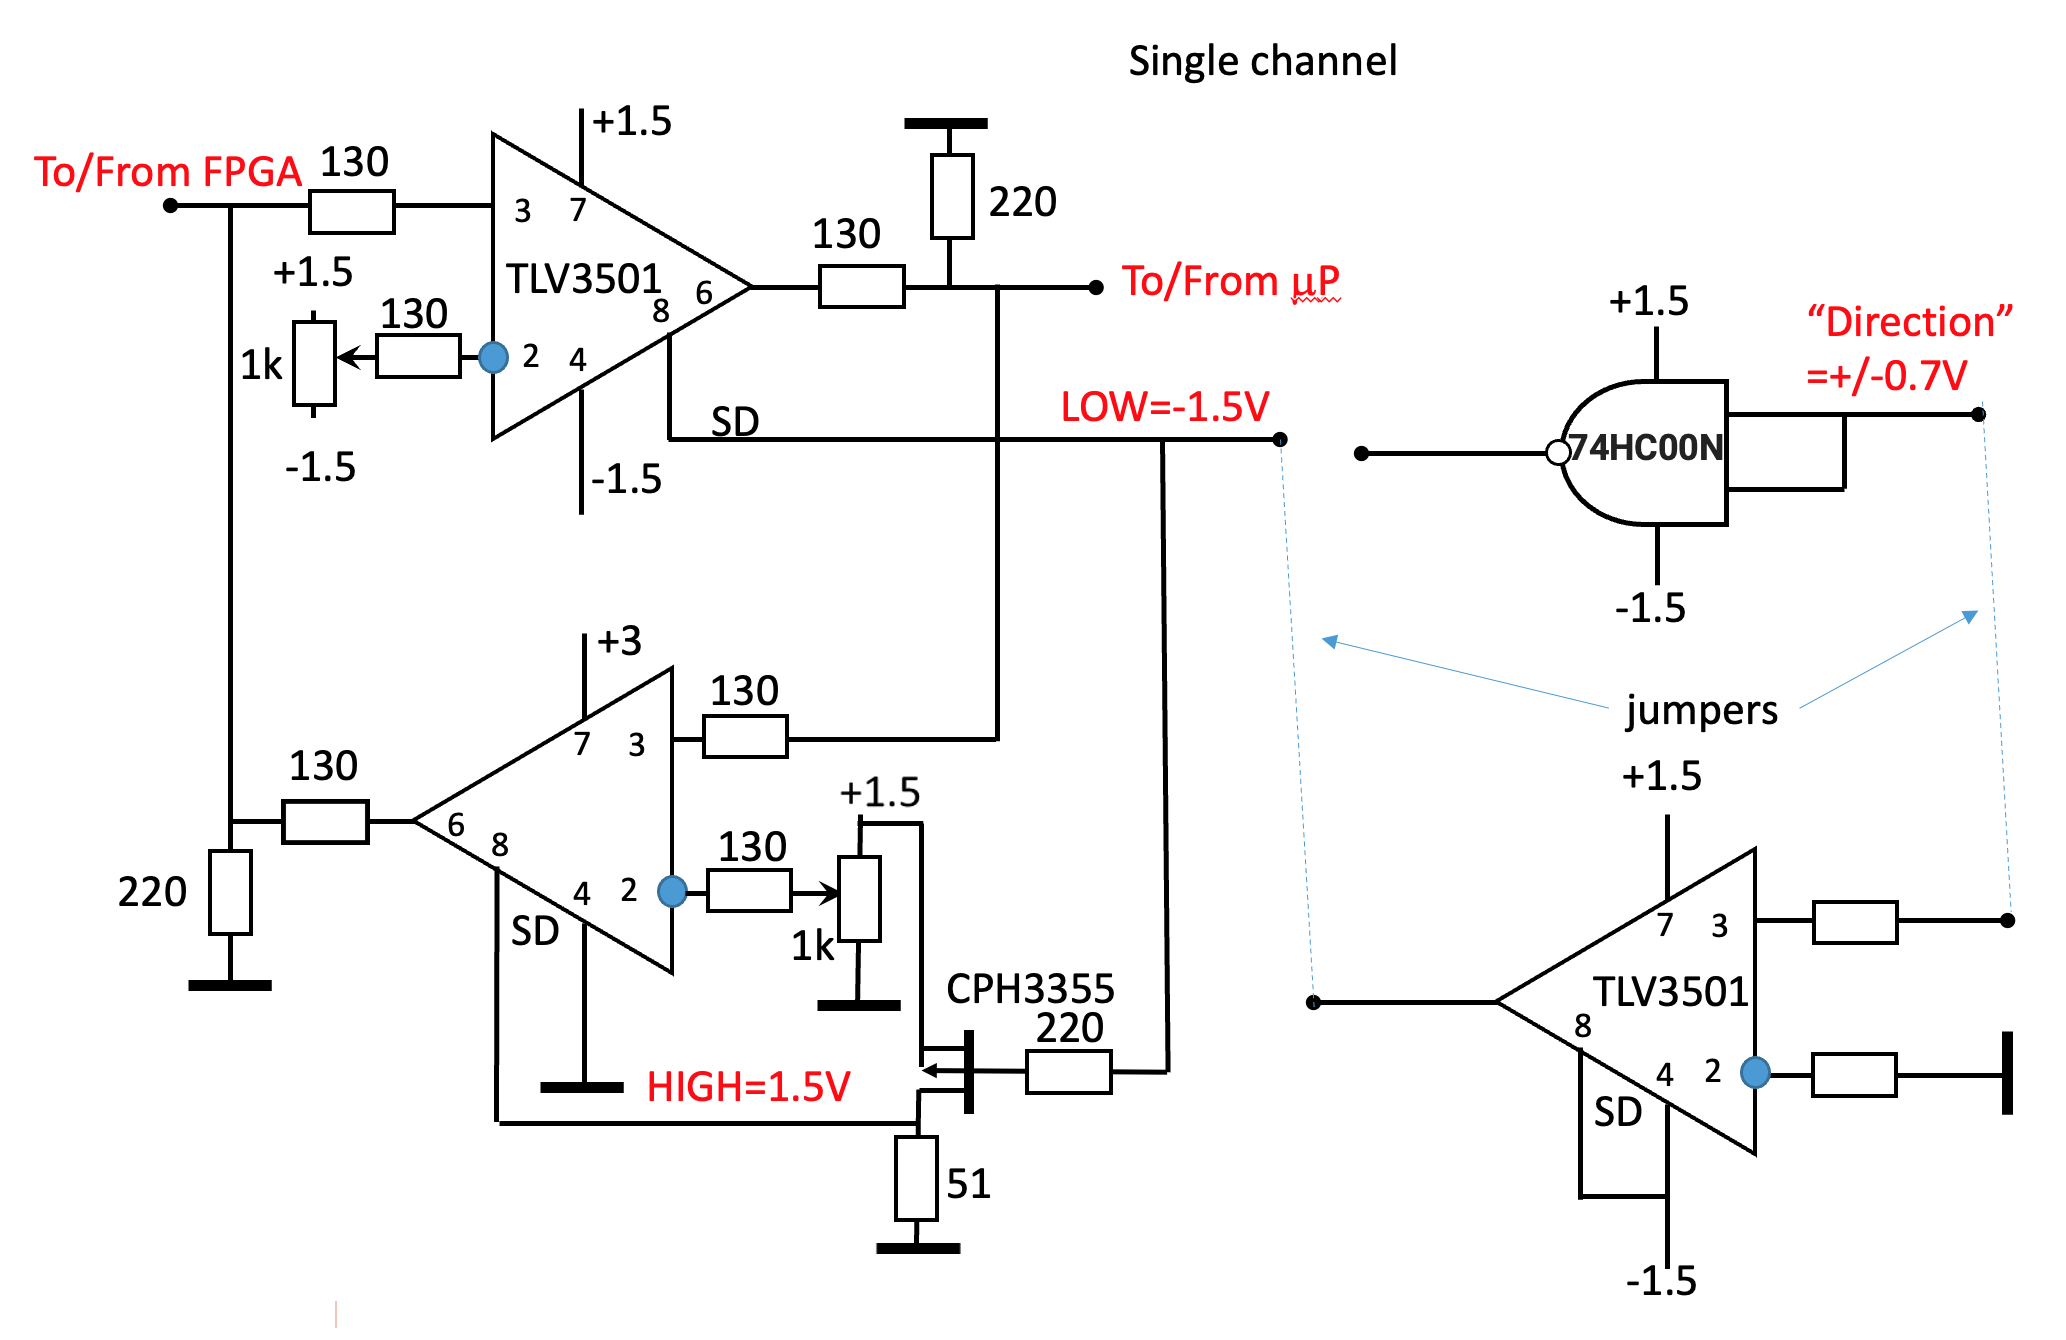 Single channel
+1.5
To/From FPGA
130
3
7
220
130
+1.5
TLV3501
6
8
To/From µP
130
1k
2
4
-1.5
SD
-1.5
LOW=-1.5V
+1.5
"Direction"
=+/-0.7V
74HC00N
-1.5
jumpers
+3
130
7
3
130
6
8
+1.5
130
4
2
220
SD
1k
CPH3355
220
HIGH=1.5V
51
+1.5
7
3
TLV3501
8
4
2
SD
-1.5